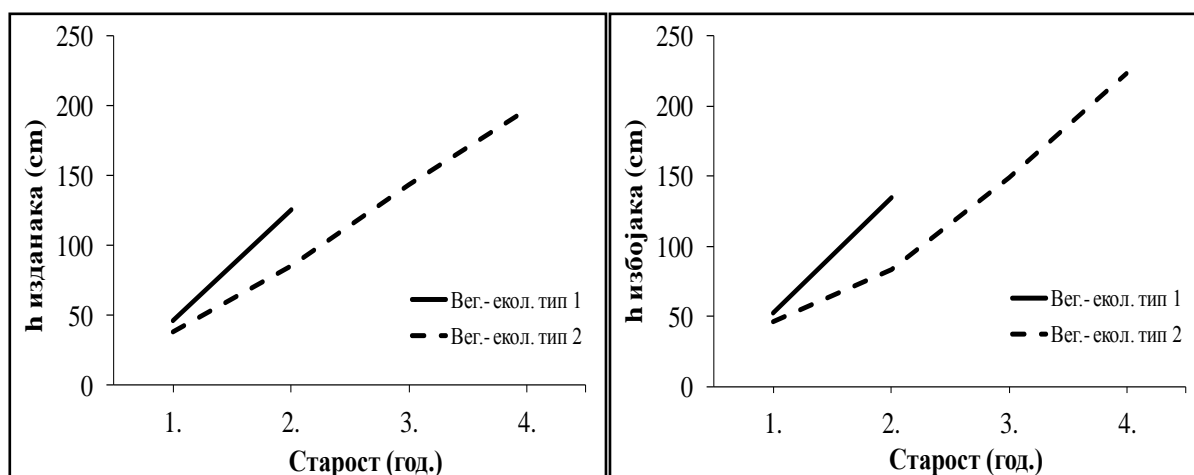 h изданака (cm)
250
200
150
100
50
0
Вег.- екол. тип 1
Вег.- екол. тип 2
1. 2. 3. 4.
Старост (год.)
h избојака (cm)
250
200
150
100
50
0
Вег.- екол. тип 1
Вег.- екол. тип 2
1. 2. 3. 4.
Старост (год.)